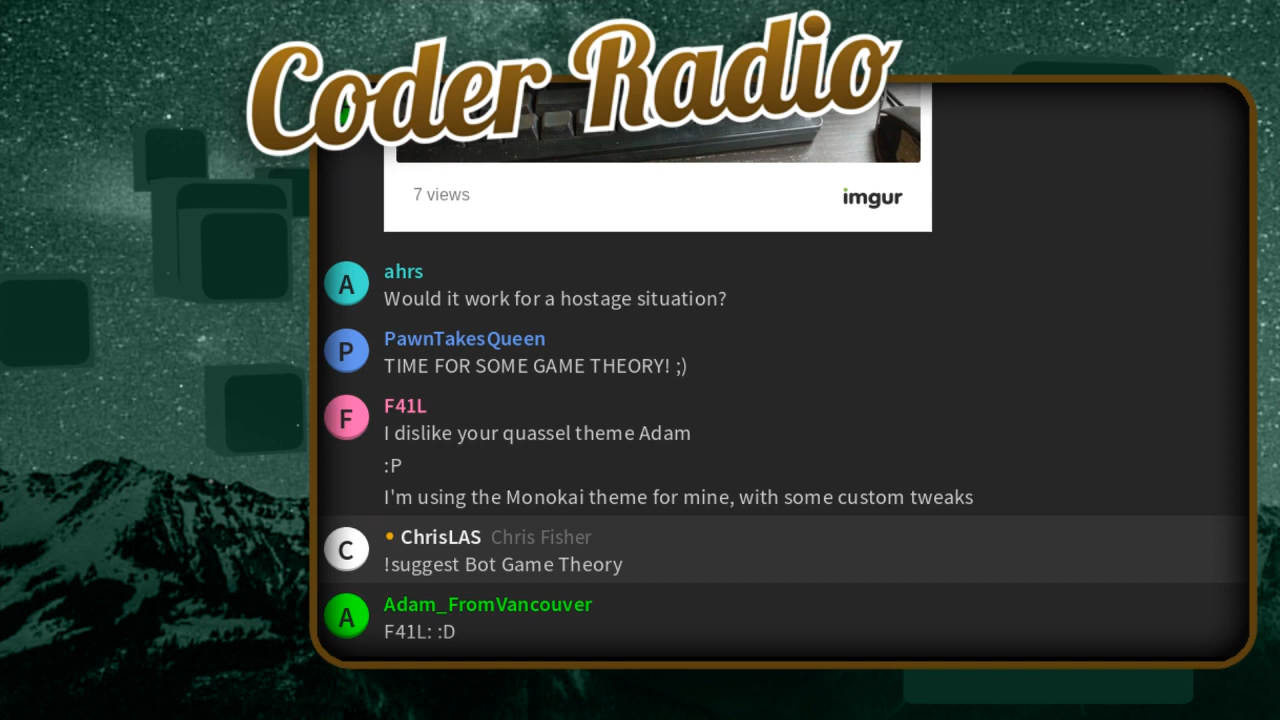 Coder Radio
7 views
imgur
A
ahrs
Would it work for a hostage situation?
P
PawnTakesQueen
TIME FOR SOME GAME THEORY! ;)
F
F41L
I dislike your quassel theme Adam
:P
I'm using the Monokai theme for mine, with some custom tweaks
C
• ChrisLAS Chris Fisher
!suggest Bot Game Theory
A
Adam_FromVancouver
F41L: :D